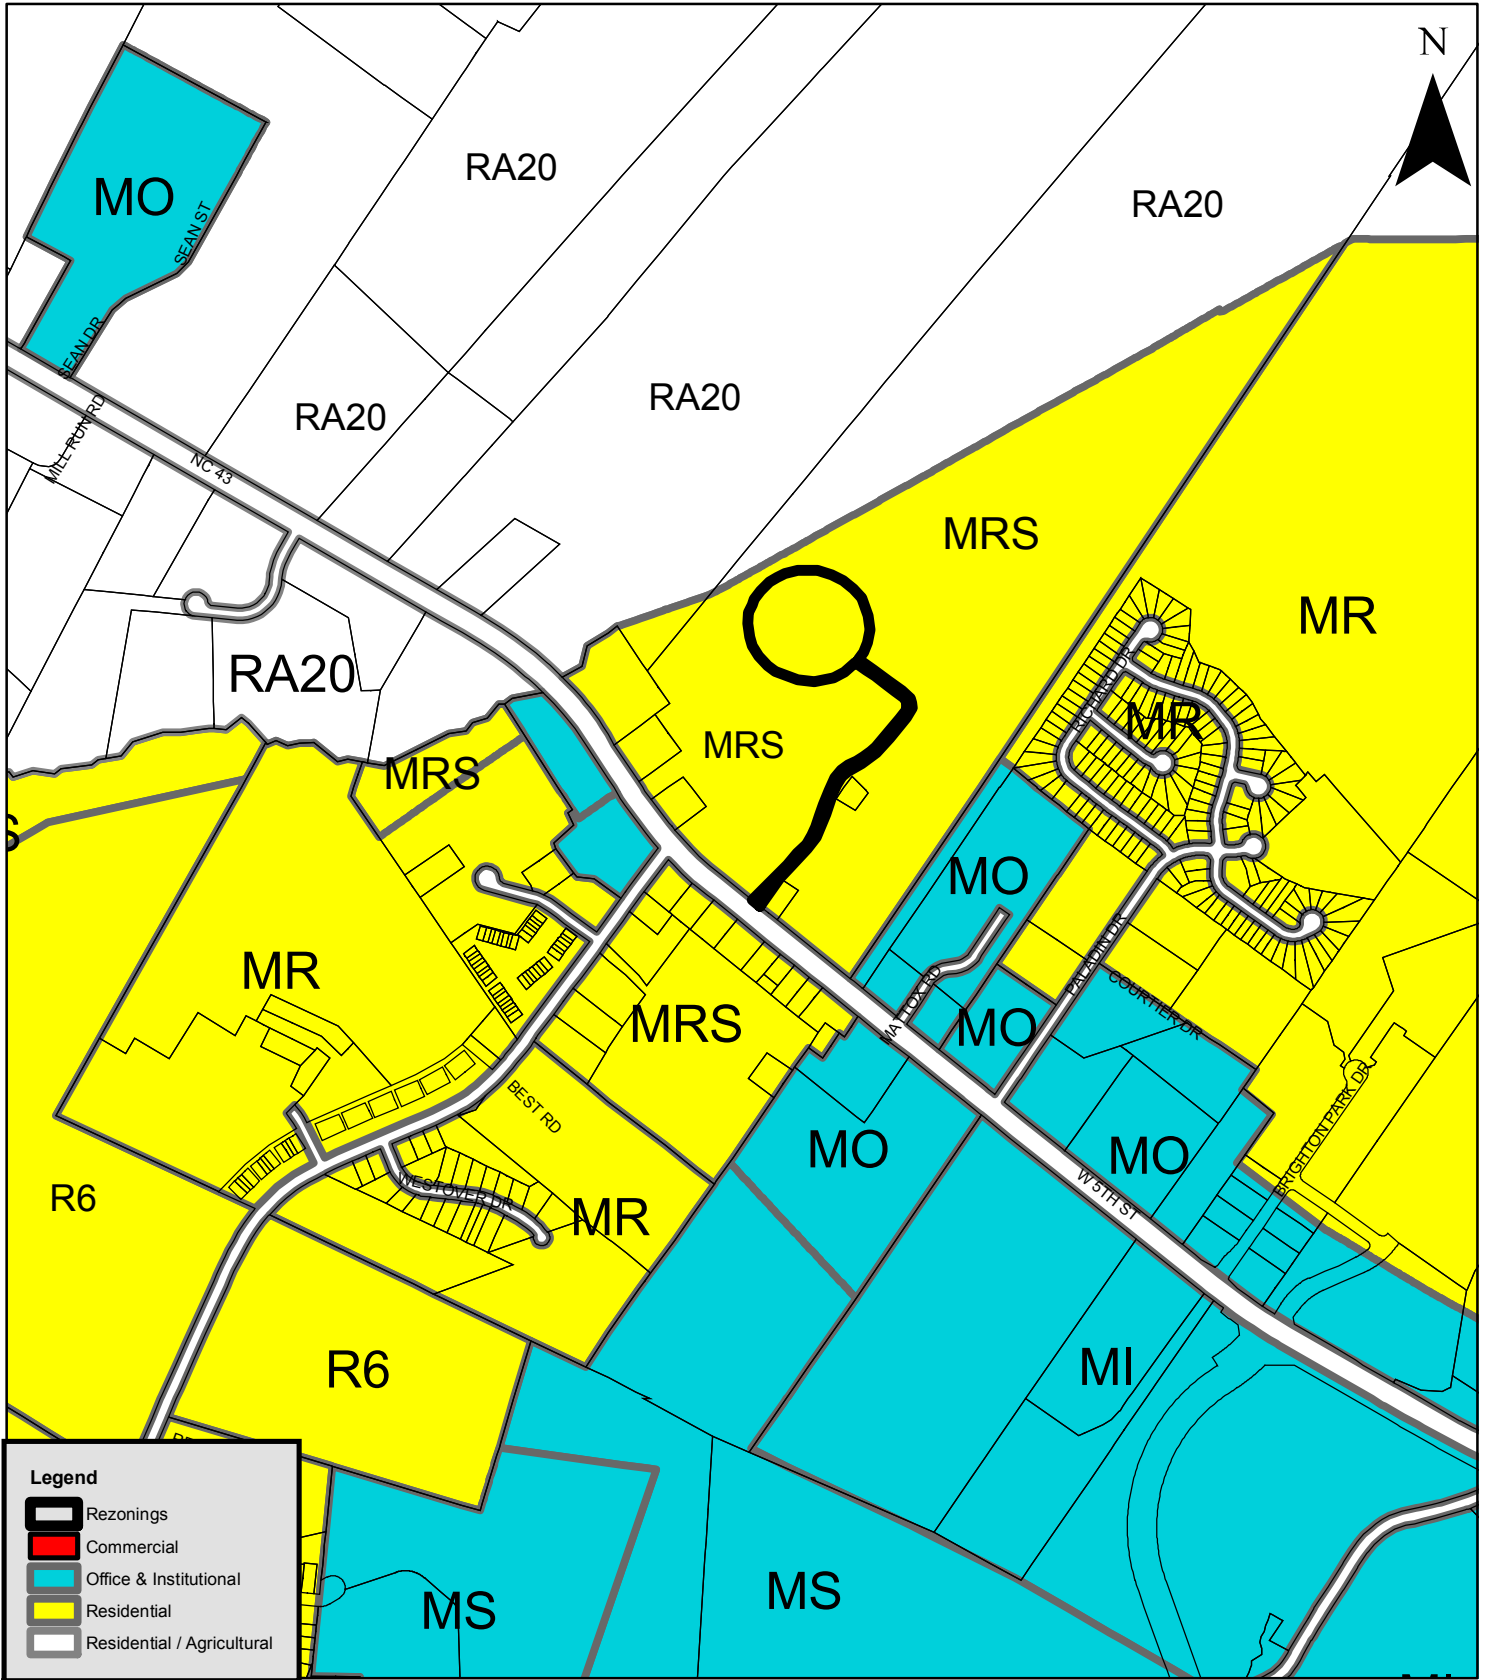 N
MO
SEAN ST
RA20
RA20
SEAN DR
MILL RUN RD
NC 43
RA20
RA20
MRS
MR
RA20
RICHARD DR
MR
MRS
MRS
S
MO
PALADIN DR
MR
MATTOX RD
COURTIER DR
MRS
MO
BEST RD
BRIGHTON PARK DR
MO
MO
R6
WESTOVER DR
MR
W 5TH ST
R6
MI
MS
MS
Legend
Rezonings
Commercial
Office & Institutional
Residential
Residential / Agricultural